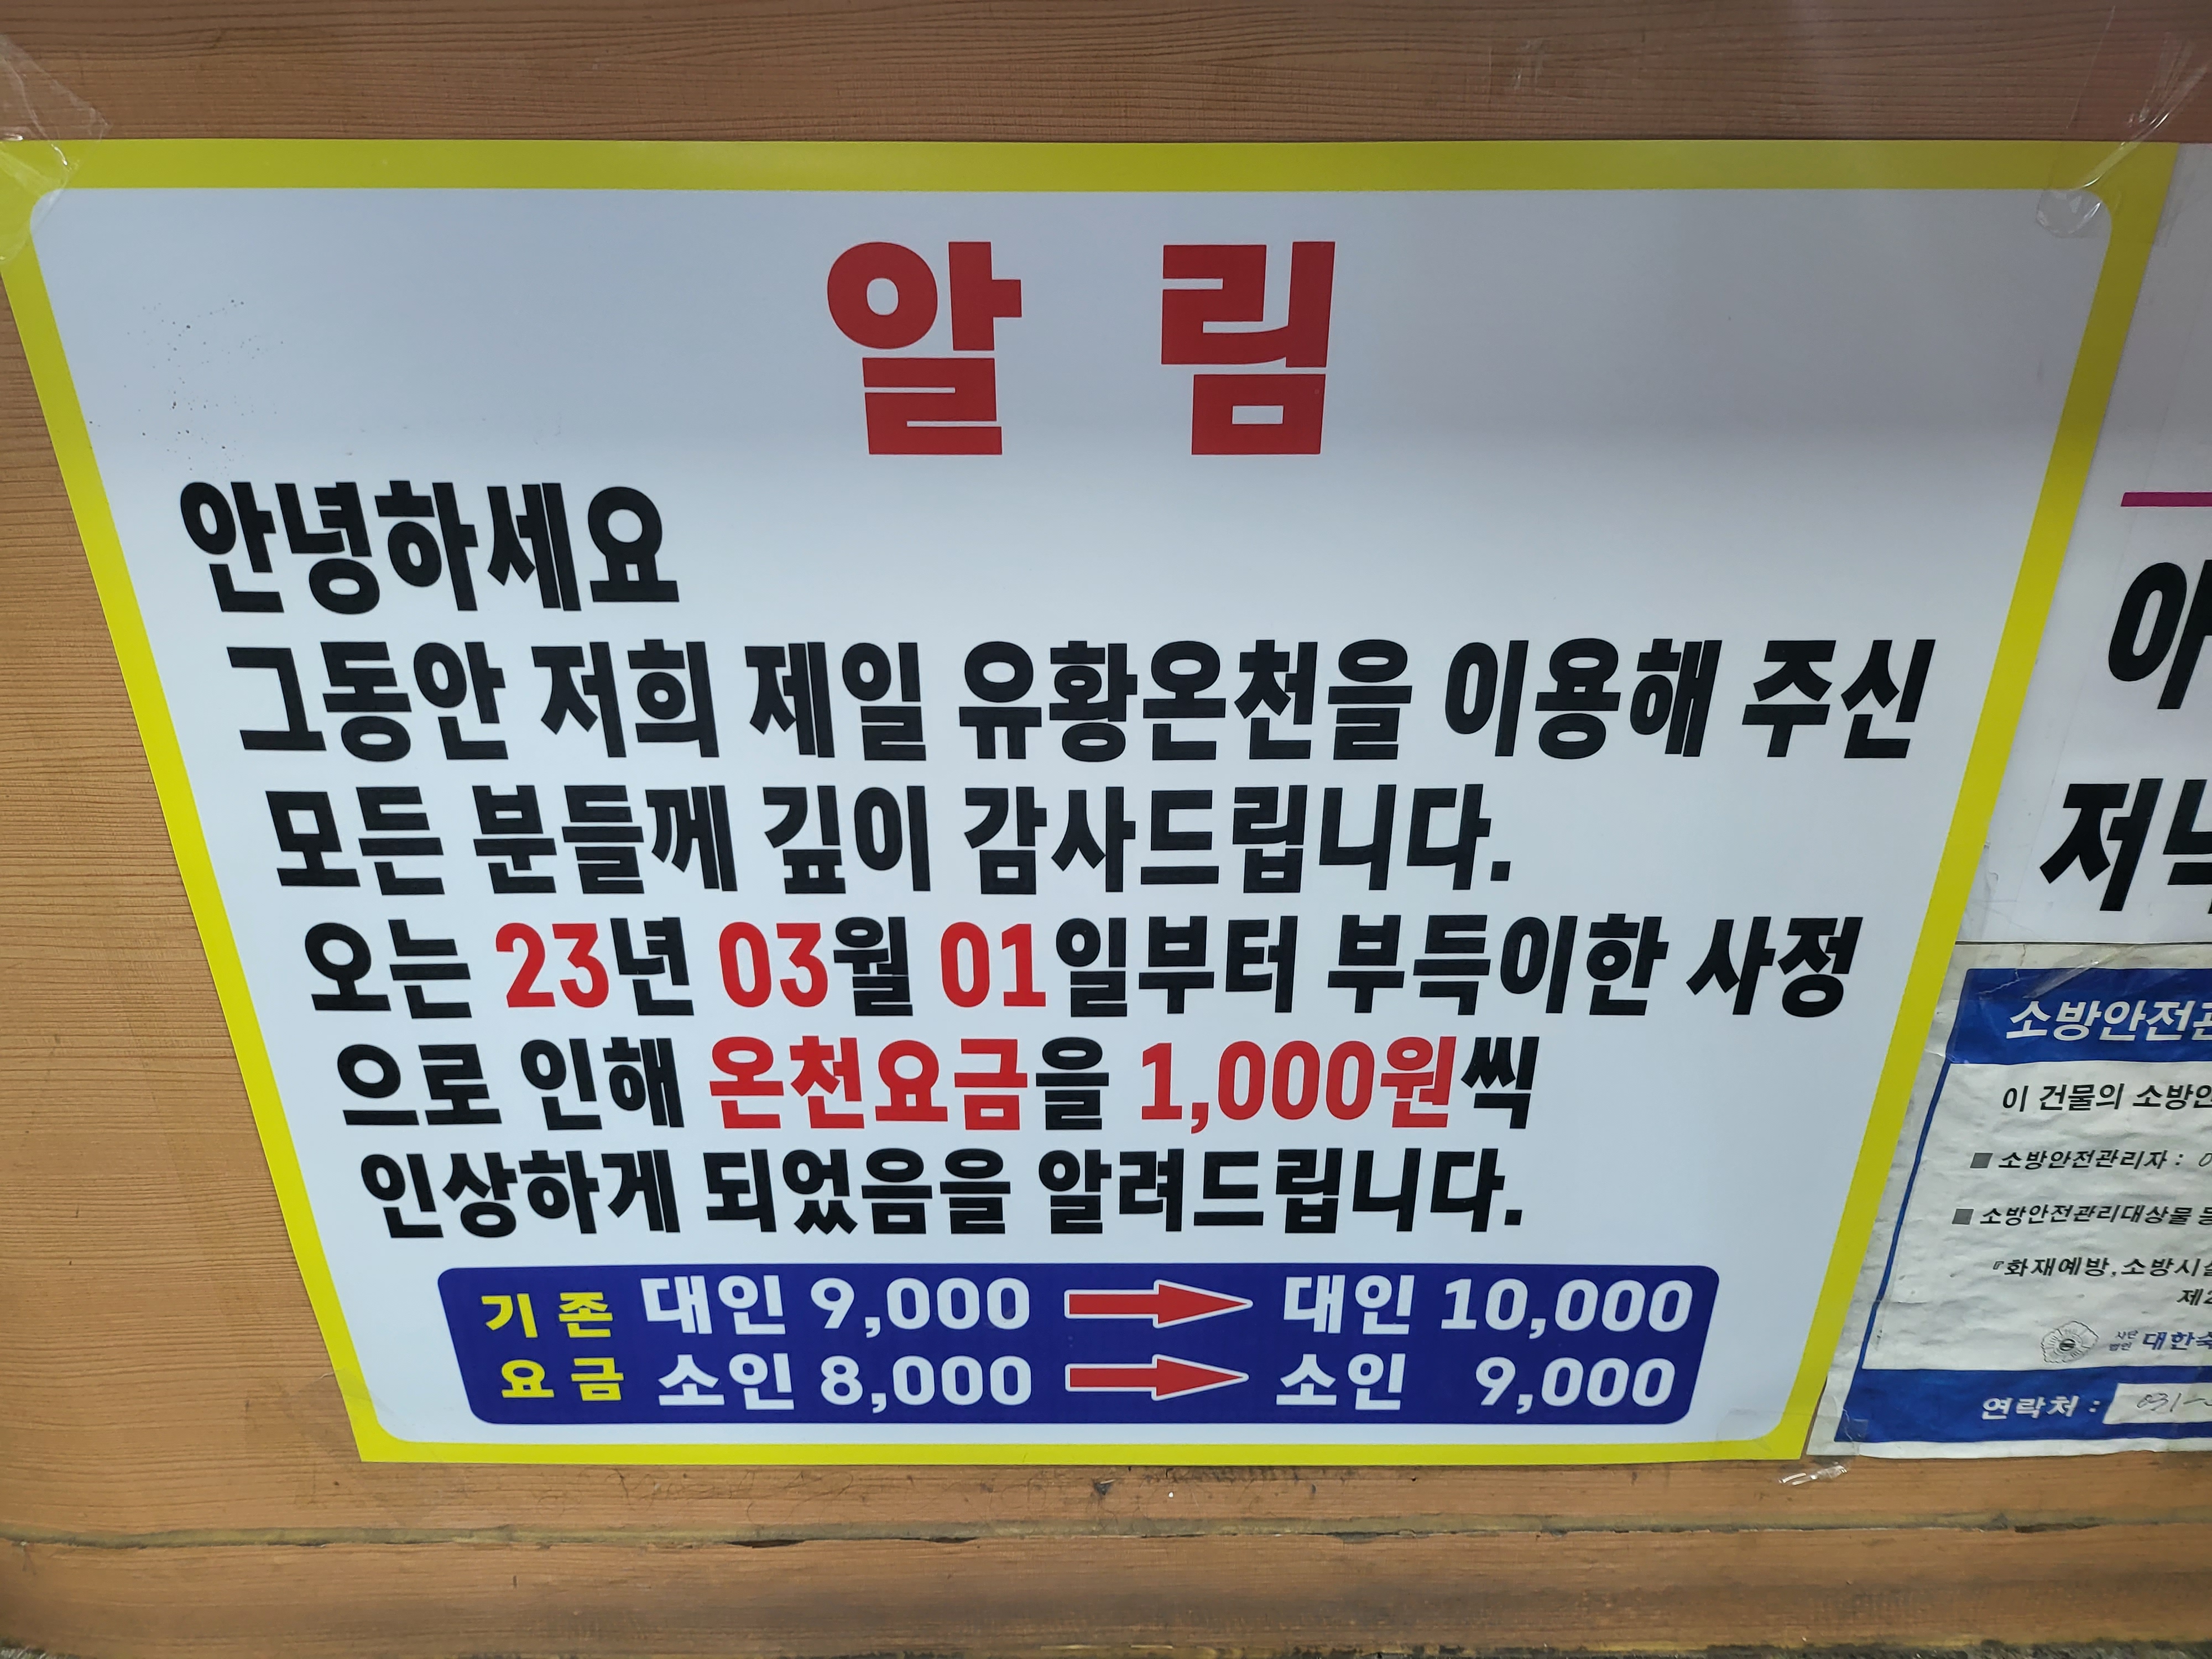 알 림
안녕하세요
그동안 저희 제일 유황온천을 이용해 주신
모든 분들께 깊이 감사드립니다.
오는 23년 03월 01일부터 부득이한 사정
으로 인해 온천요금을 1,000원씩
인상하게 되었음을 알려드립니다.
기존 대인 9,000 대인 10,000
요금 소인 8,000 소인 9,000
소방안전관
이 건물의 소방안
■ 소방안전관리자 :
■ 소방안전관리대상물
『화재예방, 소방시설
사단
법인 대한숙
연락처 : 031-